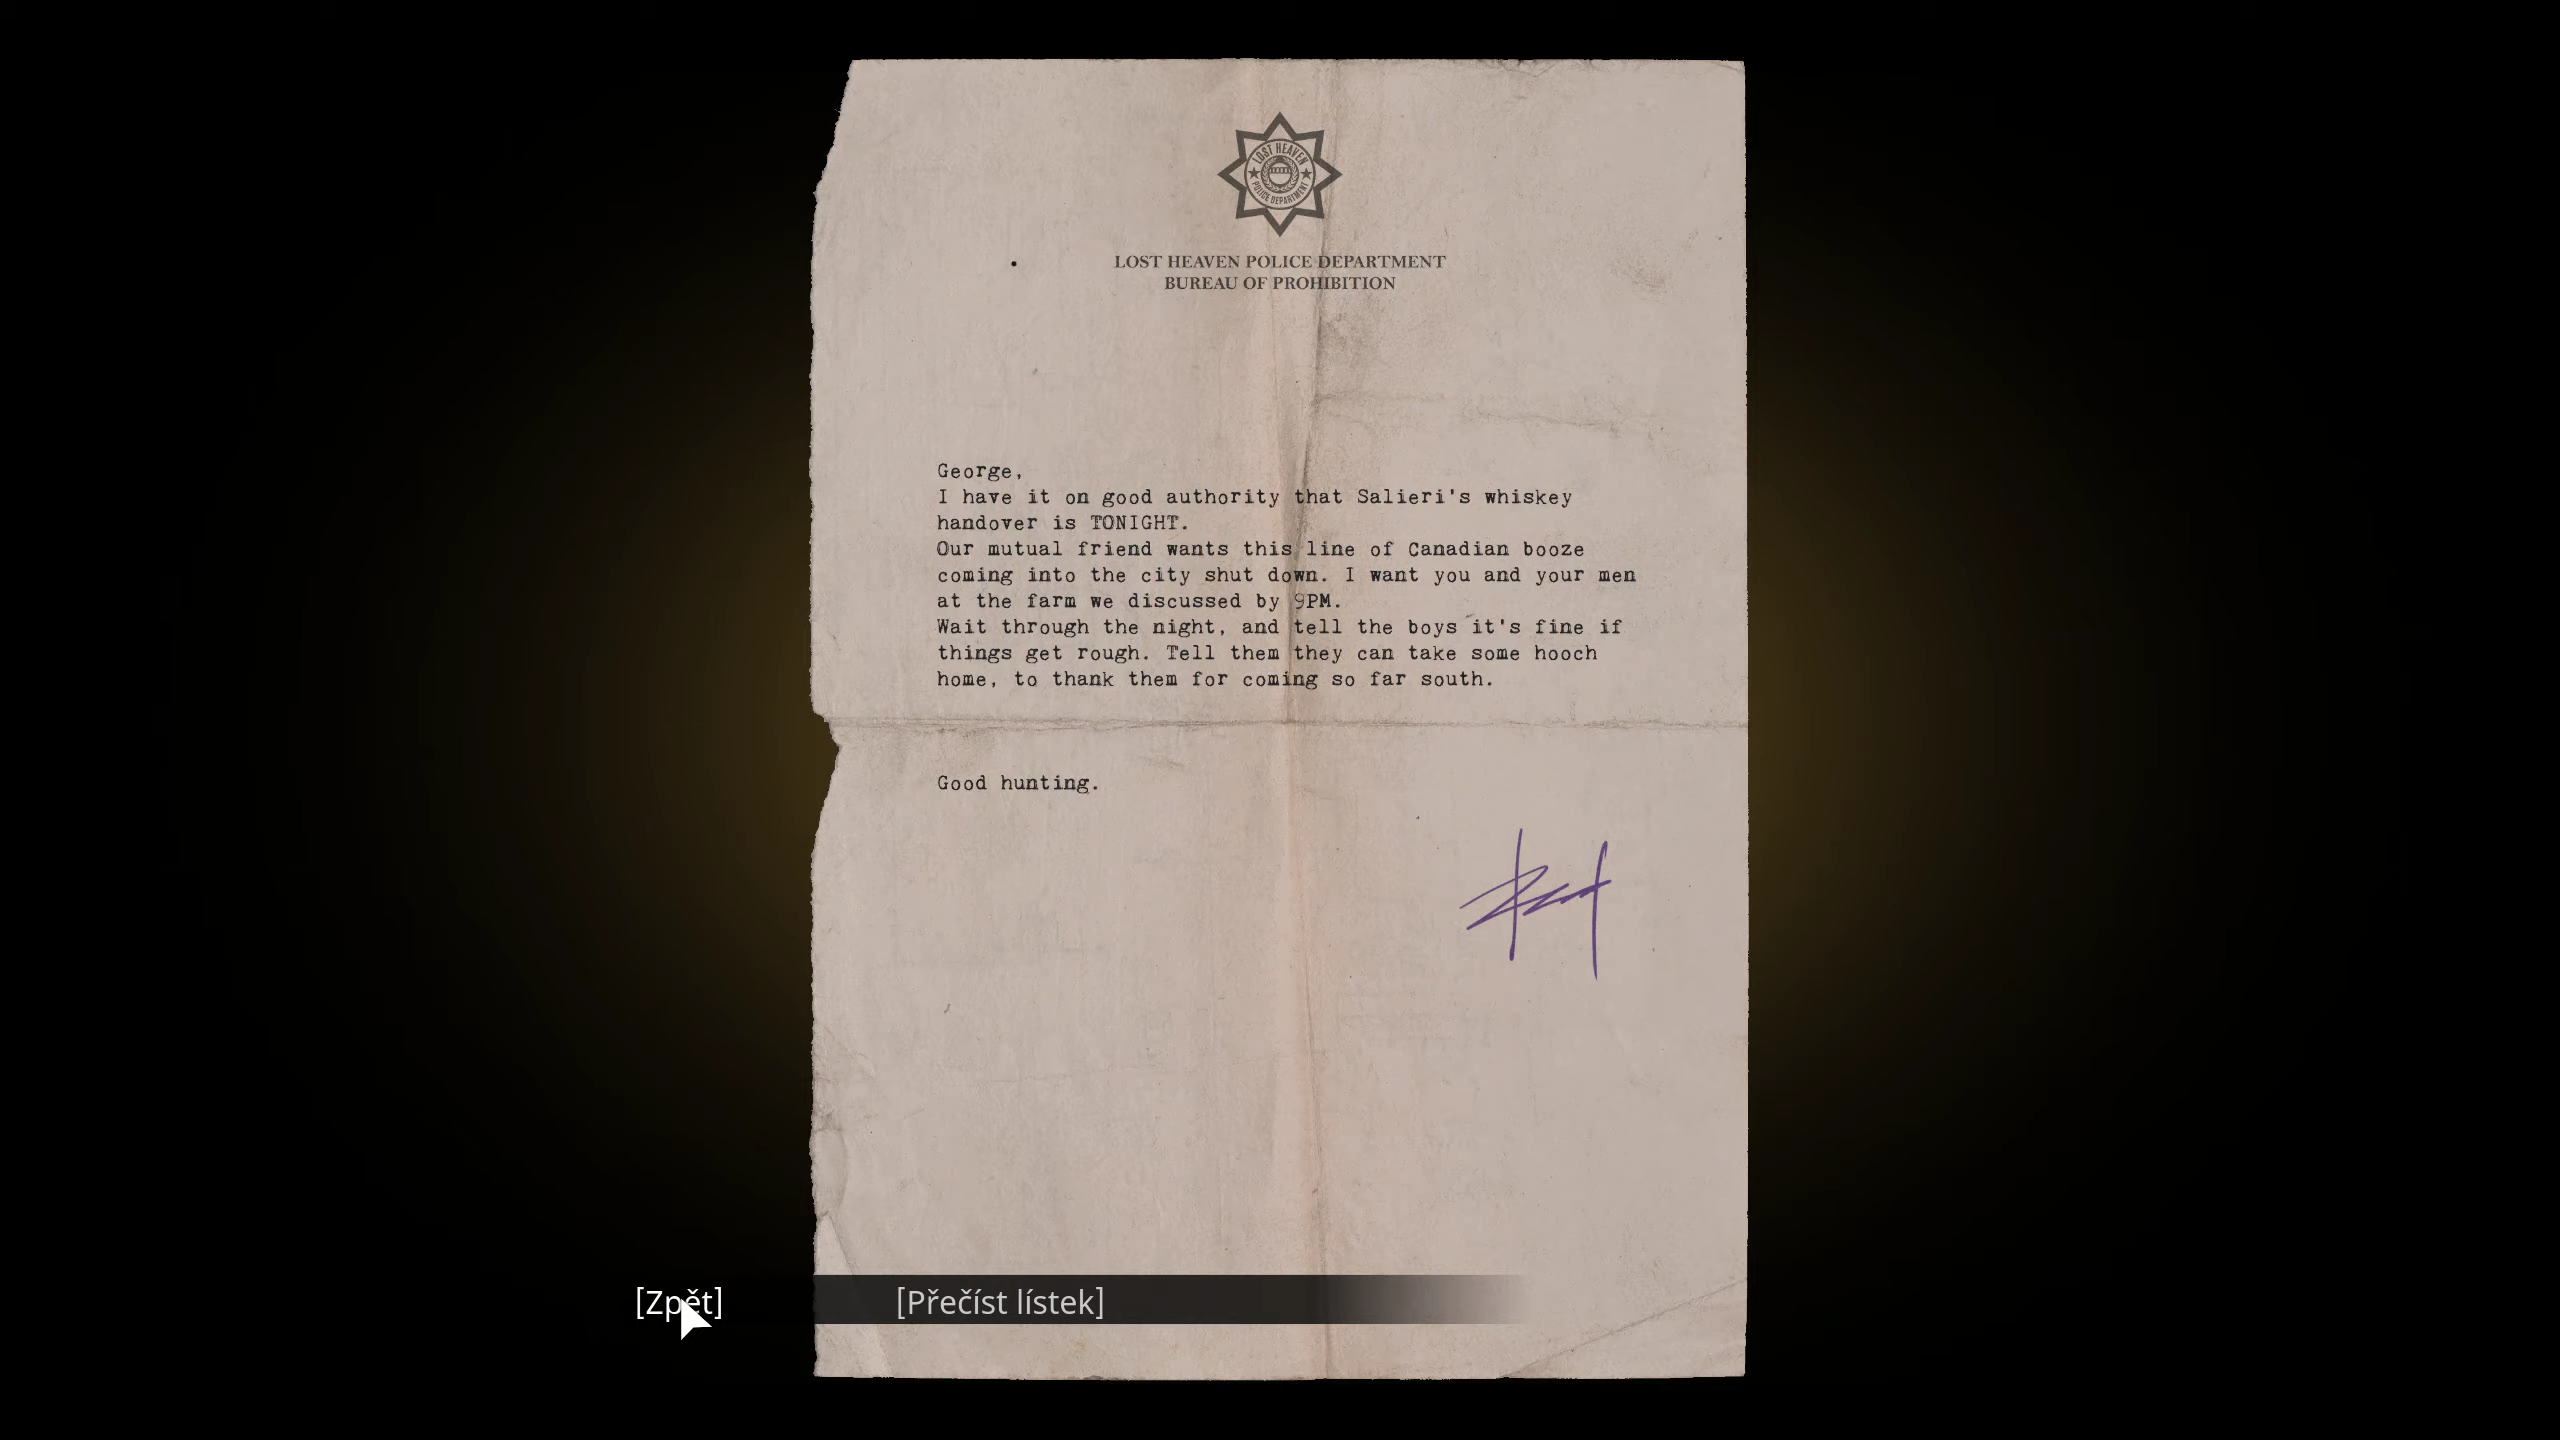 LOST HEAVEN
POLICE DEPARTMENT
LOST HEAVEN POLICE DEPARTMENT
BUREAU OF PROHIBITION
George,
I have it on good authority that Salieri's whiskey
handover is TONIGHT.
Our mutual friend wants this line of Canadian booze
coming into the city shut down. I want you and your men
at the farm we discussed by 9PM.
Wait through the night, and tell the boys it's fine if
things get rough. Tell them they can take some hooch
home, to thank them for coming so far south.
Good hunting.
[Zpět]
[Přečíst lístek]